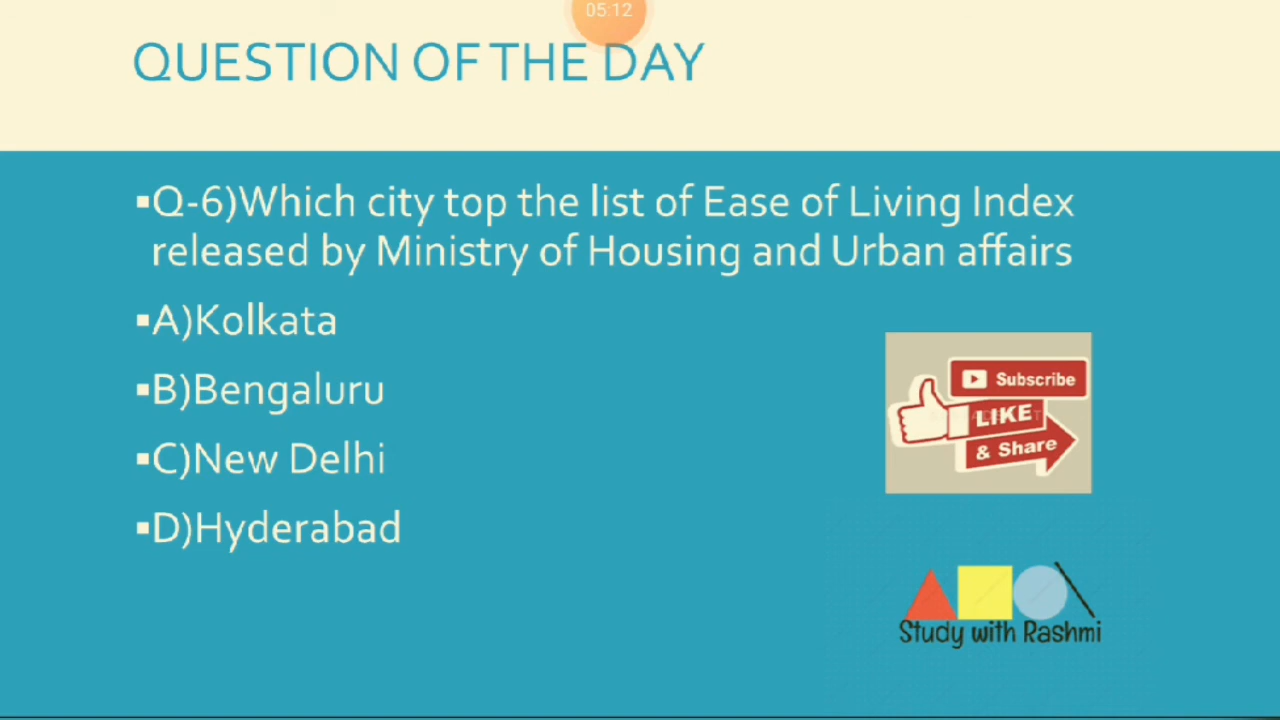 05:12
QUESTION OF THE DAY
▪Q-6)Which city top the list of Ease of Living Index
released by Ministry of Housing and Urban affairs
▪A)Kolkata
▪B)Bengaluru
▪C)New Delhi
▪D)Hyderabad
Subscribe
LIKE
& Share
Study with Rashmi